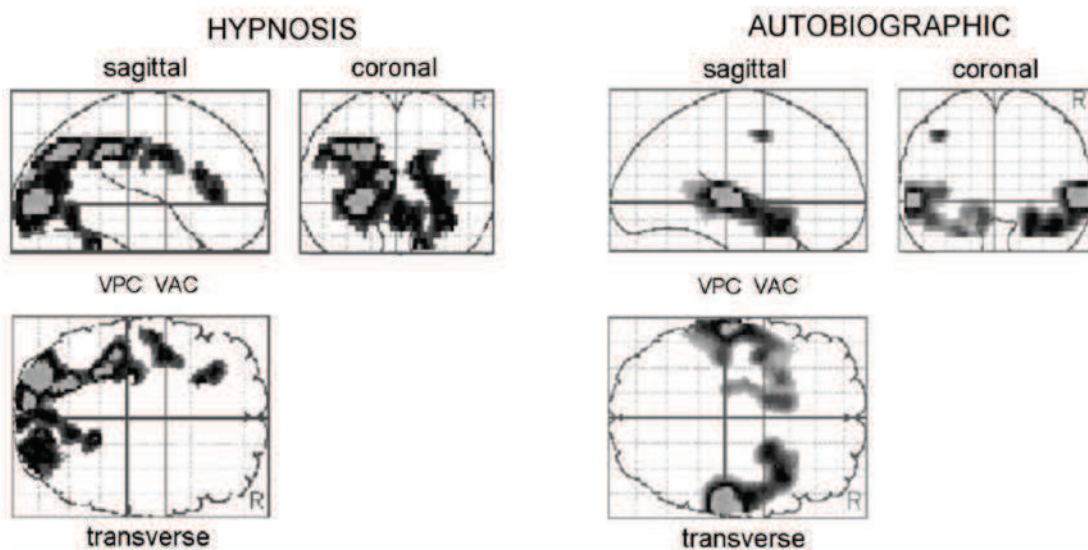 HYPNOSIS
sagittal coronal
R
VPC VAC
R
transverse
AUTOBIOGRAPHIC
sagittal coronal
R
VPC VAC
R
transverse